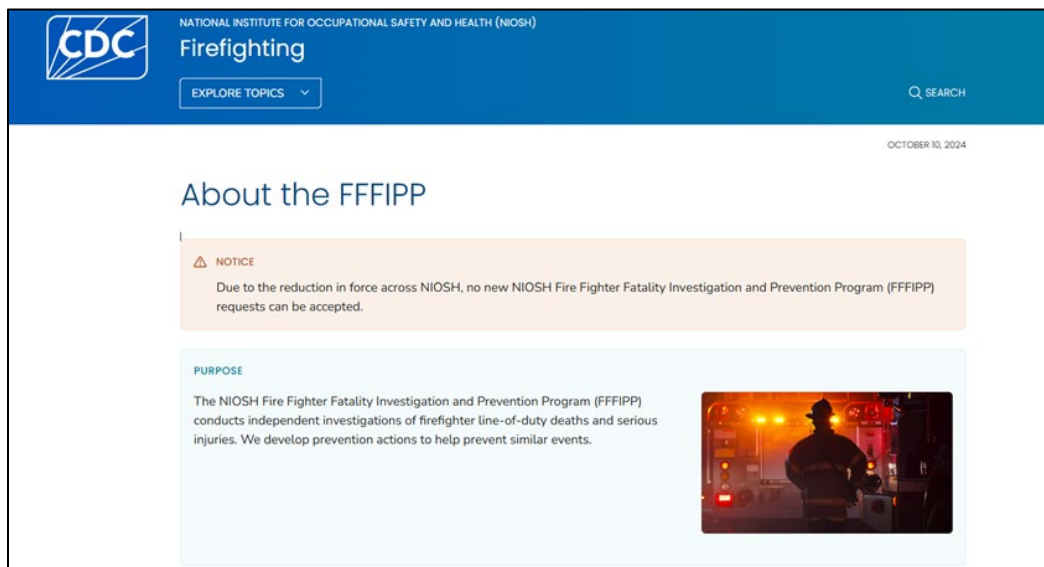 CDC
NATIONAL INSTITUTE FOR OCCUPATIONAL SAFETY AND HEALTH (NIOSH)
Firefighting
EXPLORE TOPICS
SEARCH
OCTOBER 10, 2024
About the FFFIPP
NOTICE
Due to the reduction in force across NIOSH, no new NIOSH Fire Fighter Fatality Investigation and Prevention Program (FFFIPP)
requests can be accepted.
PURPOSE
The NIOSH Fire Fighter Fatality Investigation and Prevention Program (FFFIPP)
conducts independent investigations of firefighter line-of-duty deaths and serious
injuries. We develop prevention actions to help prevent similar events.